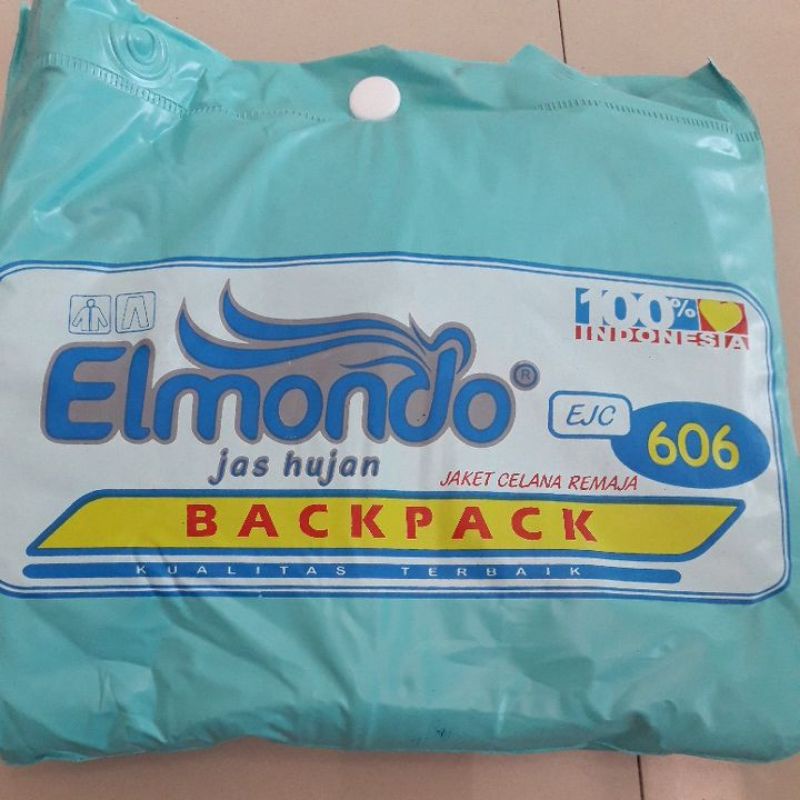 100%
INDONESIA
Elmondo®
jas hujan
EJC
606
JAKET CELANA REMAJA
BACKPACK
KUALITAS TERBAIK